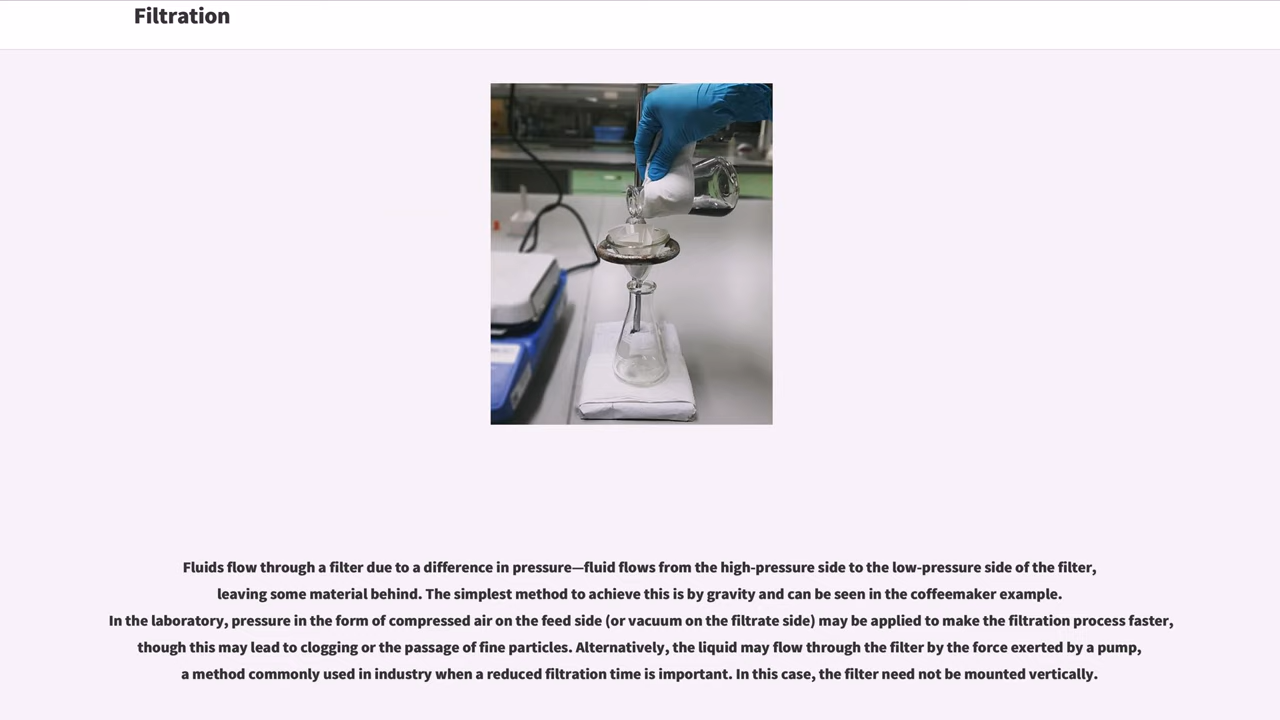 Filtration
Fluids flow through a filter due to a difference in pressure—fluid flows from the high-pressure side to the low-pressure side of the filter,
leaving some material behind. The simplest method to achieve this is by gravity and can be seen in the coffeemaker example.
In the laboratory, pressure in the form of compressed air on the feed side (or vacuum on the filtrate side) may be applied to make the filtration process faster,
though this may lead to clogging or the passage of fine particles. Alternatively, the liquid may flow through the filter by the force exerted by a pump,
a method commonly used in industry when a reduced filtration time is important. In this case, the filter need not be mounted vertically.